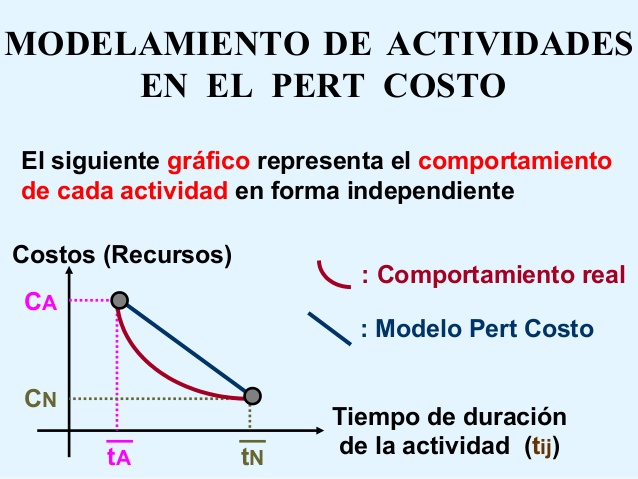 MODELAMIENTO DE ACTIVIDADES
EN EL PERT COSTO
El siguiente gráfico representa el comportamiento
de cada actividad en forma independiente
Costos (Recursos)
CA
CN
tA
tN
: Comportamiento real
: Modelo Pert Costo
Tiempo de duración
de la actividad (tij)